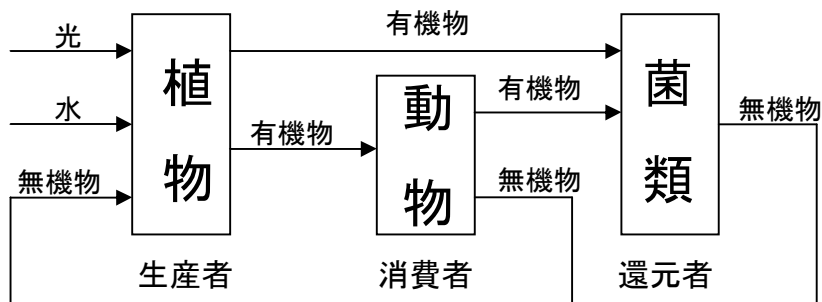 光
有機物
水
有機物
有機物
無機物
無機物
無機物
植物
動物
菌類
生産者
消費者
還元者